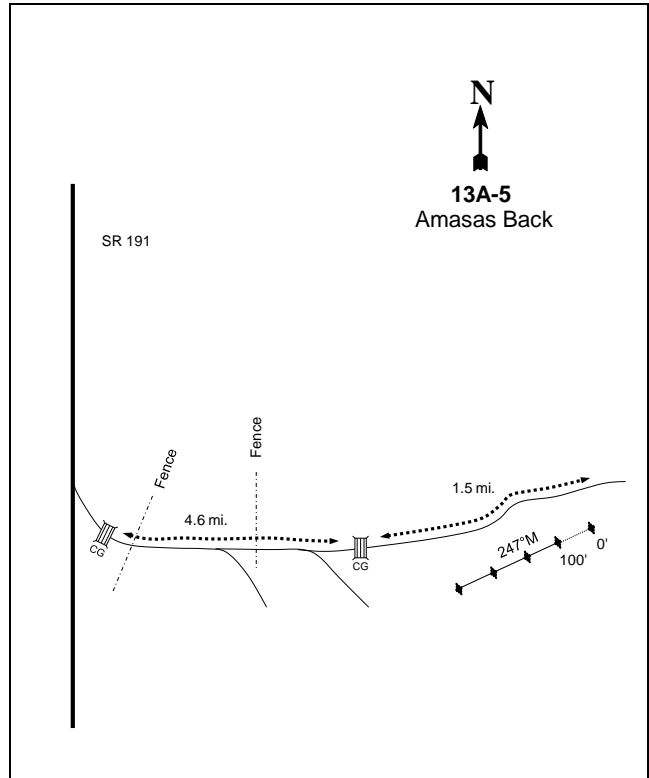 N
13A-5
Amasas Back
SR 191
Fence
Fence
4.6 mi.
1.5 mi.
CG
CG
247°M
100'
0'